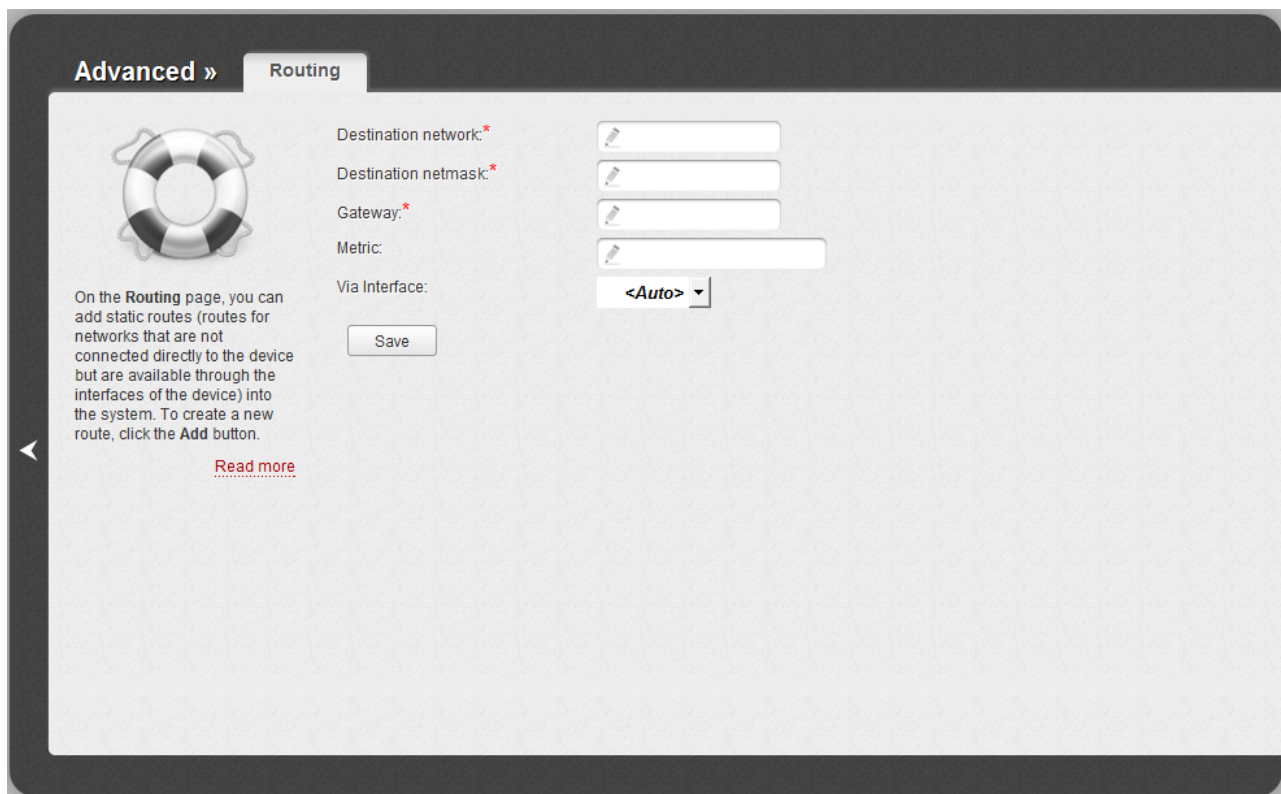 Advanced »
Routing
On the Routing page, you can
add static routes (routes for
networks that are not
connected directly to the device
but are available through the
interfaces of the device) into
the system. To create a new
route, click the Add button.
Read more
Destination network:*
Destination netmask:*
Gateway:*
Metric:
Via Interface:
<Auto>
Save